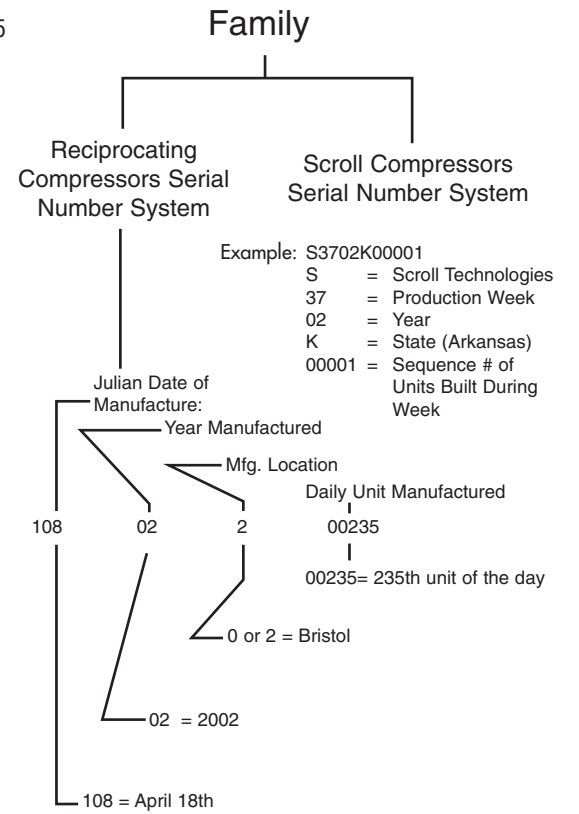 5
Family
Reciprocating
Compressors Serial
Number System
Scroll Compressors
Serial Number System
Example: S3702K00001
S = Scroll Technologies
37 = Production Week
02 = Year
K = State (Arkansas)
00001 = Sequence # of
Units Built During
Week
Julian Date of
Manufacture:
Year Manufactured
Mfg. Location
Daily Unit Manufactured
108 02 2 00235
00235= 235th unit of the day
0 or 2 = Bristol
02 = 2002
108 = April 18th